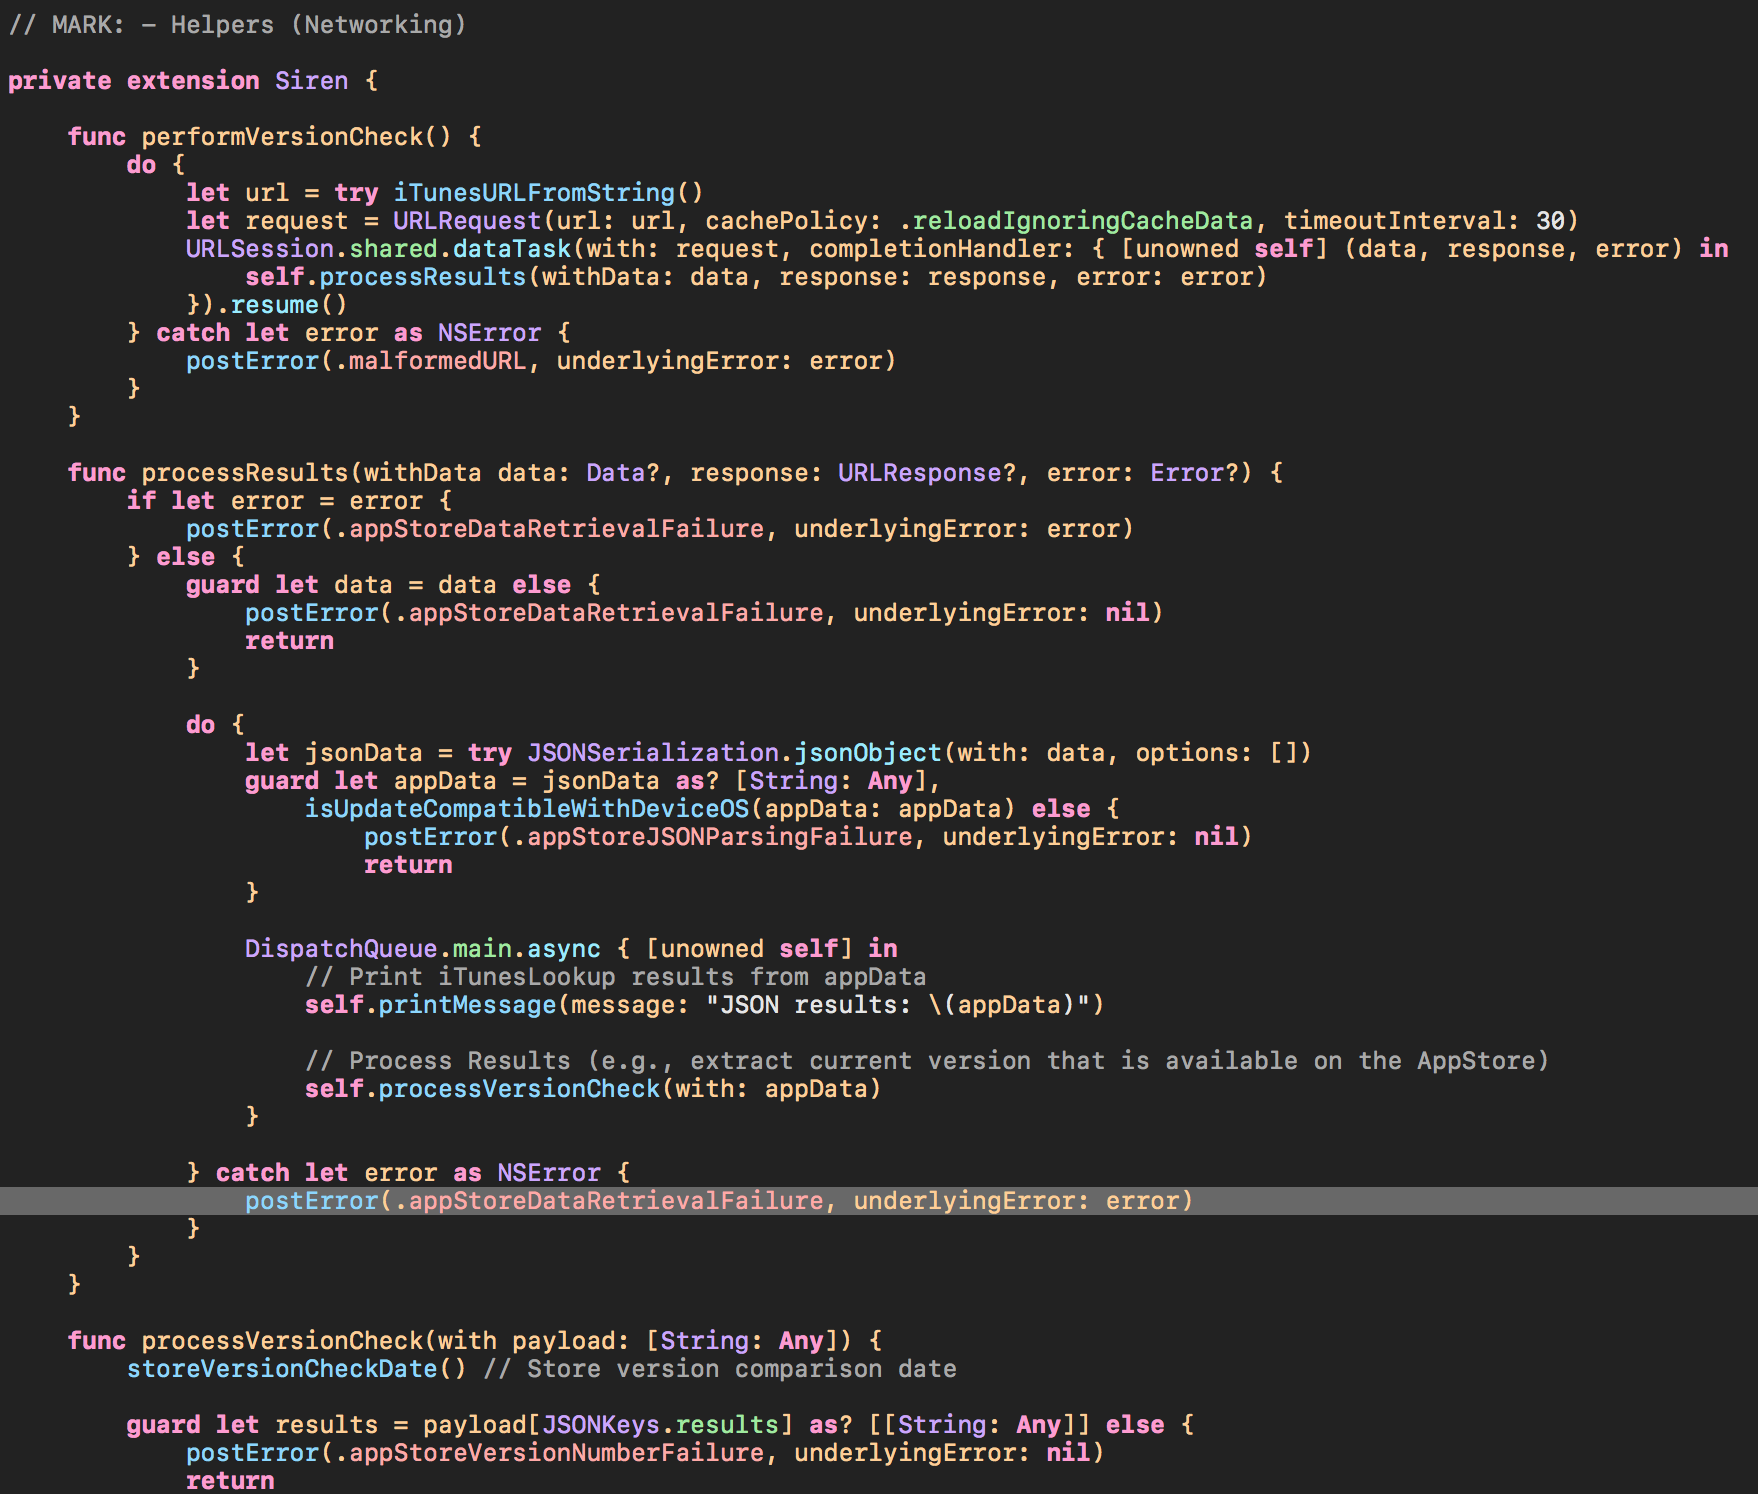 // MARK: – Helpers (Networking)
private extension Siren {
func performVersionCheck() {
do {
let url = try iTunesURLFromString()
let request = URLRequest(url: url, cachePolicy: .reloadIgnoringCacheData, timeoutInterval: 30)
URLSession.shared.dataTask(with: request, completionHandler: { [unowned self] (data, response, error) in
self.processResults(withData: data, response: response, error: error)
}).resume()
} catch let error as NSError {
postError(.malformedURL, underlyingError: error)
}
}
func processResults(withData data: Data?, response: URLResponse?, error: Error?) {
if let error = error {
postError(.appStoreDataRetrievalFailure, underlyingError: error)
} else {
guard let data = data else {
postError(.appStoreDataRetrievalFailure, underlyingError: nil)
return
}
do {
let jsonData = try JSONSerialization.jsonObject(with: data, options: [])
guard let appData = jsonData as? [String: Any],
isUpdateCompatibleWithDeviceOS(appData: appData) else {
postError(.appStoreJSONParsingFailure, underlyingError: nil)
return
}
DispatchQueue.main.async { [unowned self] in
// Print iTunesLookup results from appData
self.printMessage(message: "JSON results: \(appData)")
// Process Results (e.g., extract current version that is available on the AppStore)
self.processVersionCheck(with: appData)
}
} catch let error as NSError {
postError(.appStoreDataRetrievalFailure, underlyingError: error)
}
}
}
func processVersionCheck(with payload: [String: Any]) {
storeVersionCheckDate() // Store version comparison date
guard let results = payload[JSONKeys.results] as? [[String: Any]] else {
postError(.appStoreVersionNumberFailure, underlyingError: nil)
return